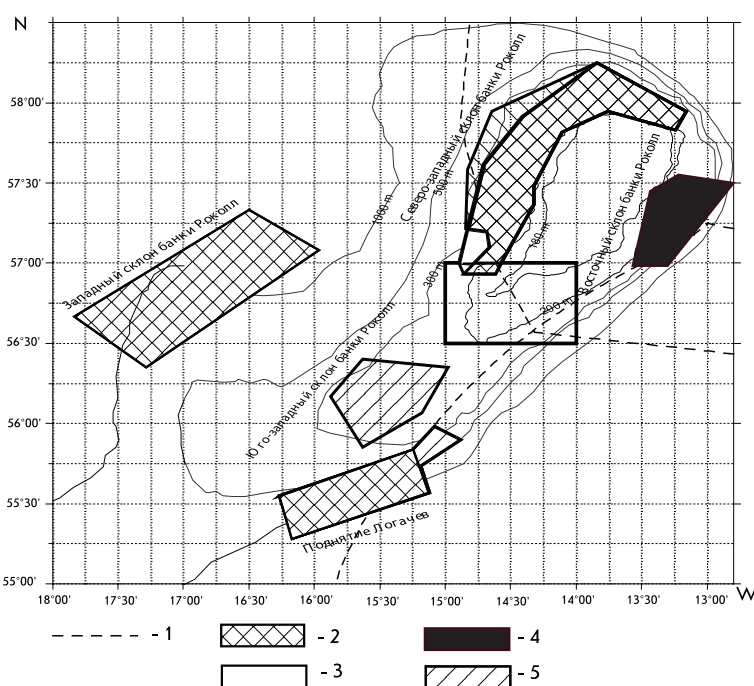 N
58°00'
57°30'
57°00'
56°30'
56°00'
55°30'
55°00'
18°00'
17°30'
17°00'
16°30'
16°00'
15°30'
15°00'
14°30'
14°00'
13°30'
13°00'
W
Западный склон банки Роколл
Северо-западный склон банки Роколл
Восточный склон банки Роколл
Юго-западный склон банки Роколл
Поднятие Логачев
1000 m
500 m
300 m
180 m
200 m
- 1
- 2
- 4
- 3
- 5